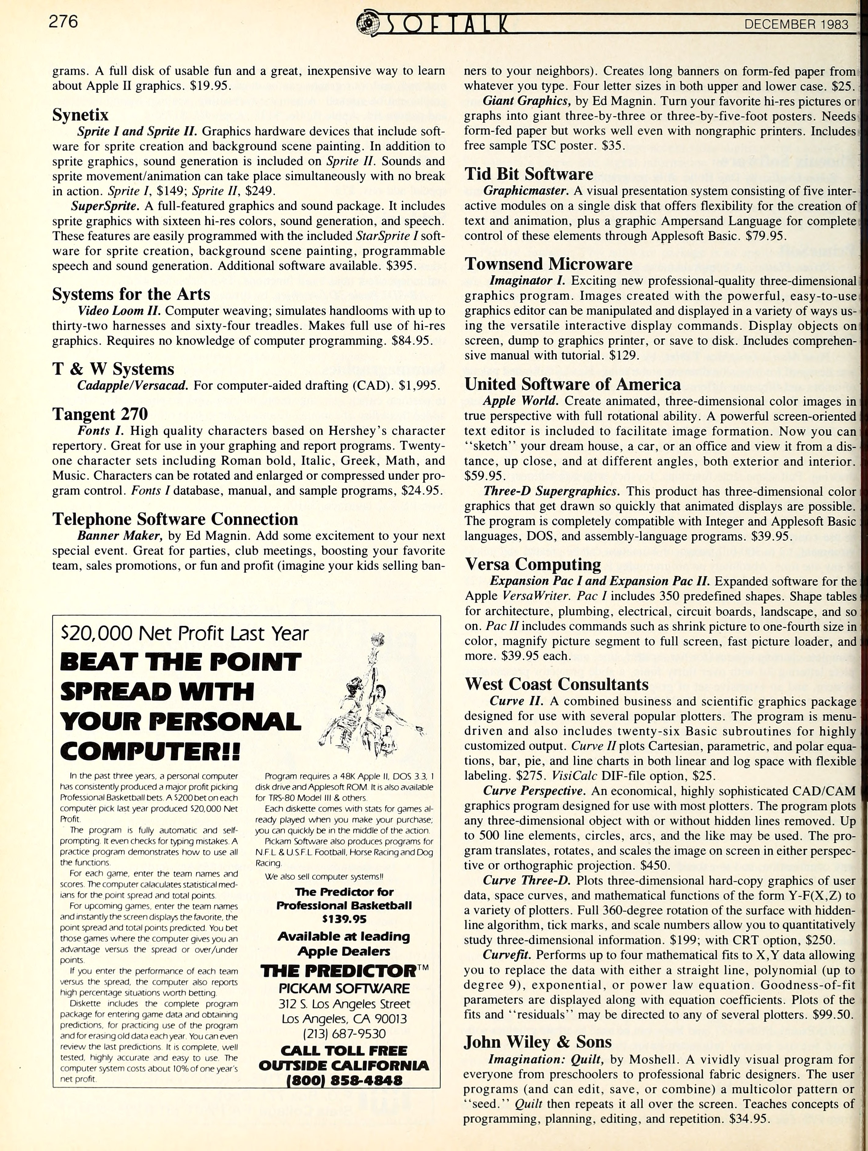 276
SOFTALK
DECEMBER 1983
grams. A full disk of usable fun and a great, inexpensive way to learn
about Apple II graphics. $19.95.
Synetix
Sprite I and Sprite II. Graphics hardware devices that include soft-
ware for sprite creation and background scene painting. In addition to
sprite graphics, sound generation is included on Sprite II. Sounds and
sprite movement/animation can take place simultaneously with no break
in action. Sprite I, $149; Sprite II, $249.
SuperSprite. A full-featured graphics and sound package. It includes
sprite graphics with sixteen hi-res colors, sound generation, and speech.
These features are easily programmed with the included StarSprite I soft-
ware for sprite creation, background scene painting, programmable
speech and sound generation. Additional software available. $395.
Systems for the Arts
Video Loom II. Computer weaving; simulates handlooms with up to
thirty-two harnesses and sixty-four treadles. Makes full use of hi-res
graphics. Requires no knowledge of computer programming. $84.95.
T & W Systems
Cadapple/Versacad. For computer-aided drafting (CAD). $1,995.
Tangent 270
Fonts I. High quality characters based on Hershey's character
repertory. Great for use in your graphing and report programs. Twenty-
one character sets including Roman bold, Italic, Greek, Math, and
Music. Characters can be rotated and enlarged or compressed under pro-
gram control. Fonts I database, manual, and sample programs, $24.95.
Telephone Software Connection
Banner Maker, by Ed Magnin. Add some excitement to your next
special event. Great for parties, club meetings, boosting your favorite
team, sales promotions, or fun and profit (imagine your kids selling ban-
$20,000 Net Profit Last Year
BEAT THE POINT
SPREAD WITH
YOUR PERSONAL
COMPUTER!!
In the past three years, a personal computer
has consistently produced a major profit picking
Professional Basketball bets. A $200 bet on each
computer pick last year produced $20,000 Net
Profit.
The program is fully automatic and self-
prompting. It even checks for typing mistakes. A
practice program demonstrates how to use all
the functions.
For each game, enter the team names and
scores. The computer calaculates statistical med-
ians for the point spread and total points.
For upcoming games, enter the team names
and instantly the screen displays the favorite, the
point spread and total points predicted. You bet
those games where the computer gives you an
advantage versus the spread or over/under
points.
If you enter the performance of each team
versus the spread, the computer also reports
high percentage situations worth betting.
Diskette includes the complete program
package for entering game data and obtaining
predictions, for practicing use of the program
and for erasing old data each year. You can even
review the last predictions. It is complete, well
tested, highly accurate and easy to use. The
computer system costs about 10% of one year's
net profit.
Program requires a 48K Apple II, DOS 3.3, 1
disk drive and Applesoft ROM. It is also available
for TRS-80 Model III & others.
Each diskette comes with stats for games al-
ready played when you make your purchase;
you can quickly be in the middle of the action.
Pickam Software also produces programs for
N.F.L. & U.S.F.L. Football, Horse Racing and Dog
Racing.
We also sell computer systems!!
The Predictor for
Professional Basketball
$139.95
Available at leading
Apple Dealers
THE PREDICTOR™
PICKAM SOFTWARE
312 S. Los Angeles Street
Los Angeles, CA 90013
(213) 687-9530
CALL TOLL FREE
OUTSIDE CALIFORNIA
(800) 858-4848
ners to your neighbors). Creates long banners on form-fed paper from
whatever you type. Four letter sizes in both upper and lower case. $25.
Giant Graphics, by Ed Magnin. Turn your favorite hi-res pictures or
graphs into giant three-by-three or three-by-five-foot posters. Needs
form-fed paper but works well even with nongraphic printers. Includes
free sample TSC poster. $35.
Tid Bit Software
Graphicmaster. A visual presentation system consisting of five inter-
active modules on a single disk that offers flexibility for the creation of
text and animation, plus a graphic Ampersand Language for complete
control of these elements through Applesoft Basic. $79.95.
Townsend Microware
Imaginator I. Exciting new professional-quality three-dimensional
graphics program. Images created with the powerful, easy-to-use
graphics editor can be manipulated and displayed in a variety of ways us-
ing the versatile interactive display commands. Display objects on
screen, dump to graphics printer, or save to disk. Includes comprehen-
sive manual with tutorial. $129.
United Software of America
Apple World. Create animated, three-dimensional color images in
true perspective with full rotational ability. A powerful screen-oriented
text editor is included to facilitate image formation. Now you can
“sketch” your dream house, a car, or an office and view it from a dis-
tance, up close, and at different angles, both exterior and interior.
$59.95.
Three-D Supergraphics. This product has three-dimensional color
graphics that get drawn so quickly that animated displays are possible.
The program is completely compatible with Integer and Applesoft Basic
languages, DOS, and assembly-language programs. $39.95.
Versa Computing
Expansion Pac I and Expansion Pac II. Expanded software for the
Apple VersaWriter. Pac I includes 350 predefined shapes. Shape tables
for architecture, plumbing, electrical, circuit boards, landscape, and so
on. Pac II includes commands such as shrink picture to one-fourth size in
color, magnify picture segment to full screen, fast picture loader, and
more. $39.95 each.
West Coast Consultants
Curve II. A combined business and scientific graphics package
designed for use with several popular plotters. The program is menu-
driven and also includes twenty-six Basic subroutines for highly
customized output. Curve II plots Cartesian, parametric, and polar equa-
tions, bar, pie, and line charts in both linear and log space with flexible
labeling. $275. VisiCalc DIF-file option, $25.
Curve Perspective. An economical, highly sophisticated CAD/CAM
graphics program designed for use with most plotters. The program plots
any three-dimensional object with or without hidden lines removed. Up
to 500 line elements, circles, arcs, and the like may be used. The pro-
gram translates, rotates, and scales the image on screen in either perspec-
tive or orthographic projection. $450.
Curve Three-D. Plots three-dimensional hard-copy graphics of user
data, space curves, and mathematical functions of the form Y-F(X,Z) to
a variety of plotters. Full 360-degree rotation of the surface with hidden-
line algorithm, tick marks, and scale numbers allow you to quantitatively
study three-dimensional information. $199; with CRT option, $250.
Curvefit. Performs up to four mathematical fits to X,Y data allowing
you to replace the data with either a straight line, polynomial (up to
degree 9), exponential, or power law equation. Goodness-of-fit
parameters are displayed along with equation coefficients. Plots of the
fits and “residuals” may be directed to any of several plotters. $99.50.
John Wiley & Sons
Imagination: Quilt, by Moshell. A vividly visual program for
everyone from preschoolers to professional fabric designers. The user
programs (and can edit, save, or combine) a multicolor pattern or
“seed.” Quilt then repeats it all over the screen. Teaches concepts of
programming, planning, editing, and repetition. $34.95.